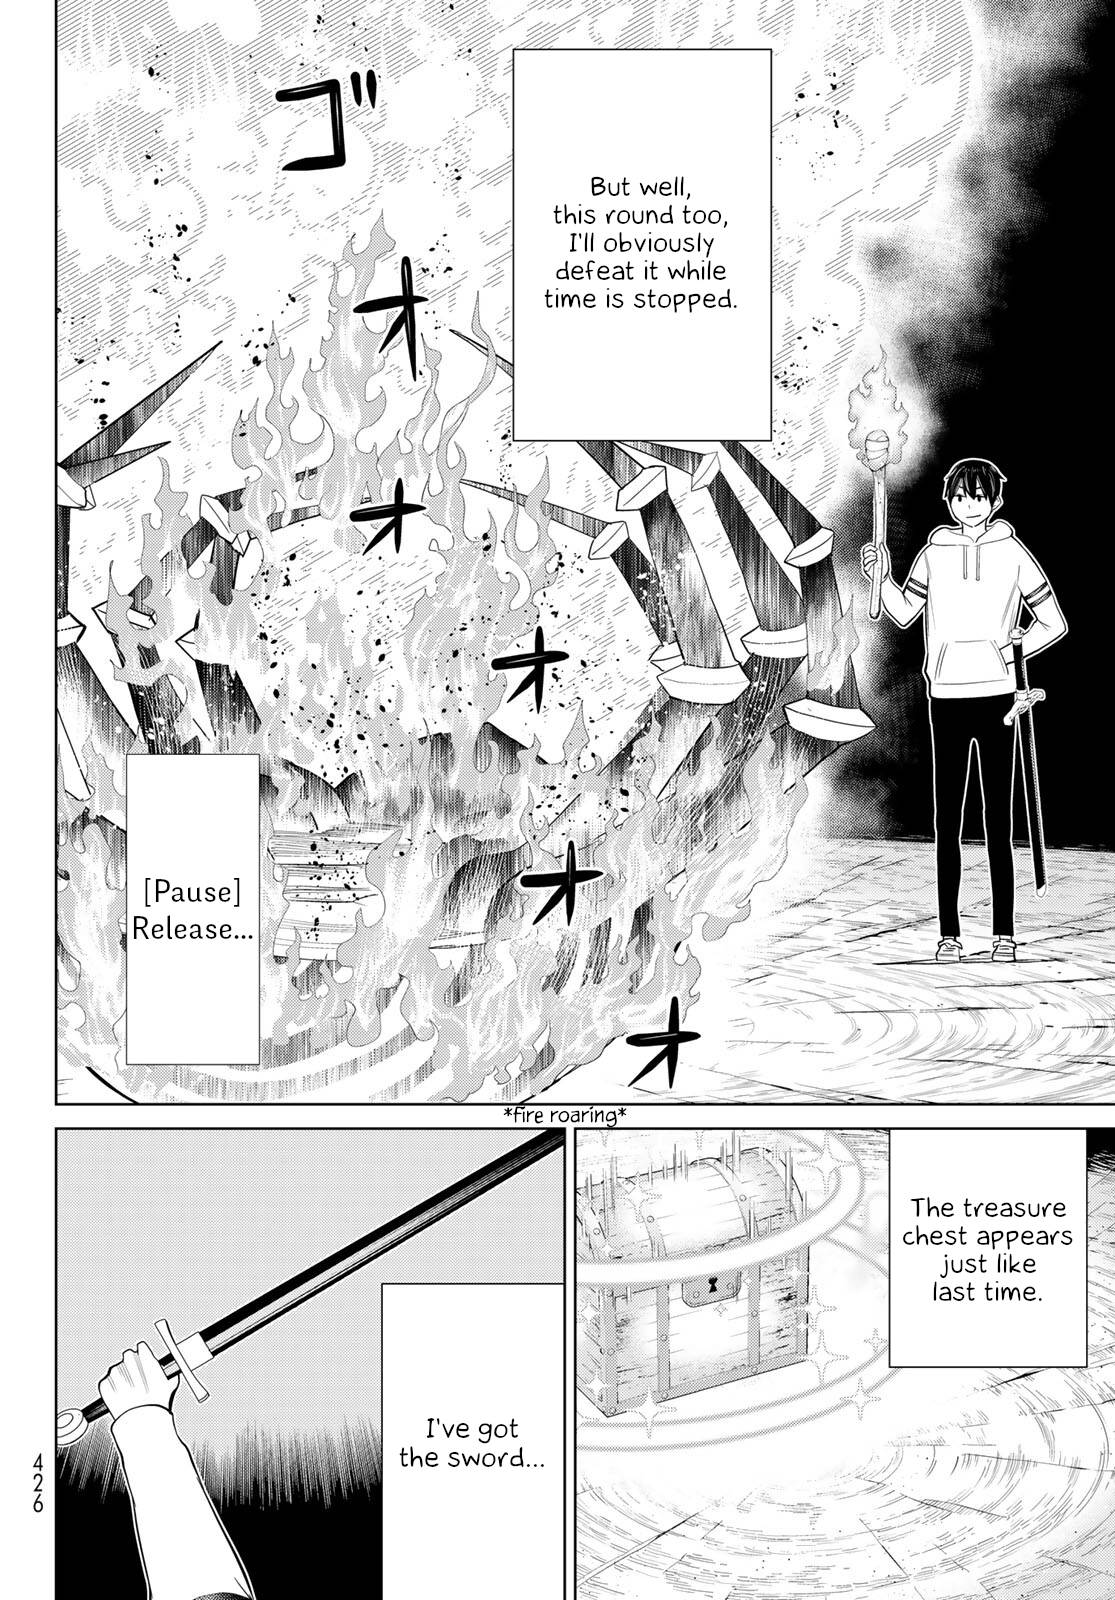 But well,
this round too,
I'll obviously
defeat it while
time is stopped.
ゴ
オ
オ
オ
オ
[Pause]
Release...
*fire roaring*
The treasure
chest appears
just like
last time.
I've got
the sword...
426